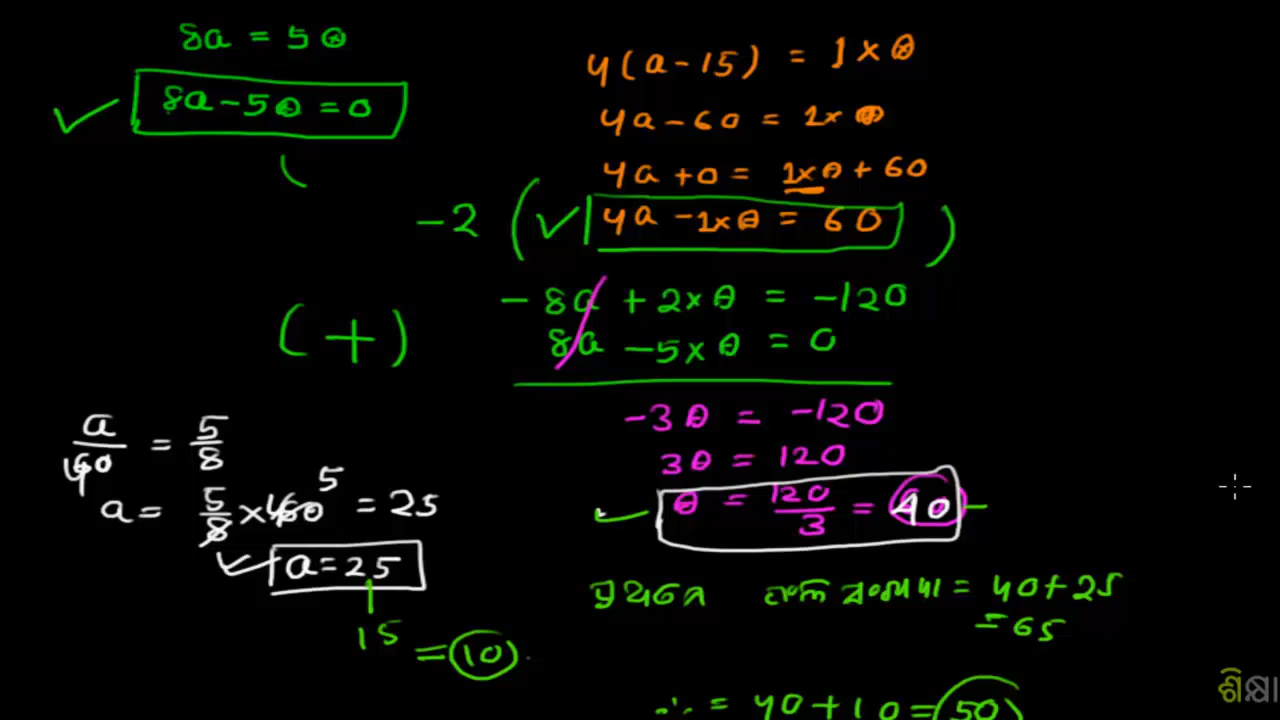 8a = 5θ
8a - 5θ = 0
4(a - 15) = 1 × θ
4a - 60 = 1 × θ
4a + 0 = 1 × θ + 60
-2 ( 4a - 1 × θ = 60 )
-8a + 2 × θ = -120
(+) 8a - 5 × θ = 0
-3θ = -120
3θ = 120
θ = 120/3 = 40
a/40 = 5/8
a = 5/8 × 40 5 = 25
a = 25
15
= 10
ପ୍ରଥମେ = 40 + 25
= 65
∴ = 40 + 10 = 50
ଶିକ୍ଷା